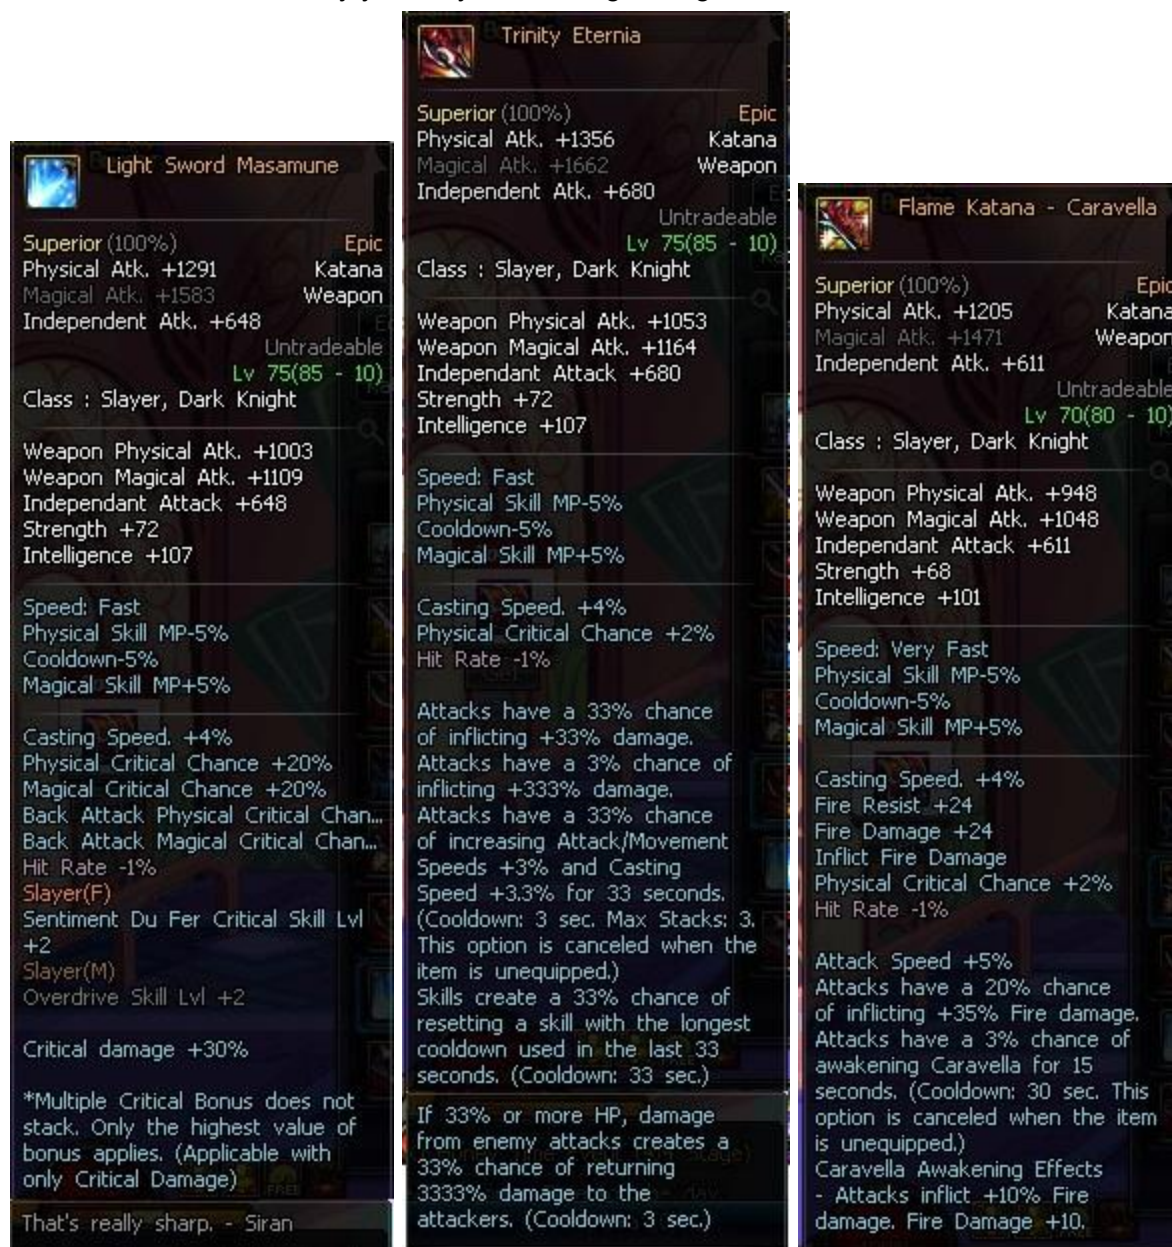 Light Sword Masamune
Superior (100%) Epic
Physical Atk. +1291 Katana
Magical Atk. +1583 Weapon
Independent Atk. +648
Untradeable
Lv 75(85 - 10)
Class : Slayer, Dark Knight
Weapon Physical Atk. +1003
Weapon Magical Atk. +1109
Independant Attack +648
Strength +72
Intelligence +107
Speed: Fast
Physical Skill MP-5%
Cooldown-5%
Magical Skill MP+5%
Casting Speed. +4%
Physical Critical Chance +20%
Magical Critical Chance +20%
Back Attack Physical Critical Chan...
Back Attack Magical Critical Chan...
Hit Rate -1%
Slayer(F)
Sentiment Du Fer Critical Skill Lvl
+2
Slayer(M)
Overdrive Skill Lvl +2
Critical damage +30%
*Multiple Critical Bonus does not
stack. Only the highest value of
bonus applies. (Applicable with
only Critical Damage)
That's really sharp. - Siran
Trinity Eternia
Superior (100%) Epic
Physical Atk. +1356 Katana
Magical Atk. +1662 Weapon
Independent Atk. +680
Untradeable
Lv 75(85 - 10)
Class : Slayer, Dark Knight
Weapon Physical Atk. +1053
Weapon Magical Atk. +1164
Independant Attack +680
Strength +72
Intelligence +107
Speed: Fast
Physical Skill MP-5%
Cooldown-5%
Magical Skill MP+5%
Casting Speed. +4%
Physical Critical Chance +2%
Hit Rate -1%
Attacks have a 33% chance
of inflicting +33% damage.
Attacks have a 3% chance of
inflicting +333% damage.
Attacks have a 33% chance
of increasing Attack/Movement
Speeds +3% and Casting
Speed +3.3% for 33 seconds.
(Cooldown: 3 sec. Max Stacks: 3.
This option is canceled when the
item is unequipped.)
Skills create a 33% chance of
resetting a skill with the longest
cooldown used in the last 33
seconds. (Cooldown: 33 sec.)
If 33% or more HP, damage
from enemy attacks creates a
33% chance of returning
3333% damage to the
attackers. (Cooldown: 3 sec.)
Flame Katana - Caravella
Superior (100%) Epic
Physical Atk. +1205 Katana
Magical Atk. +1471 Weapon
Independent Atk. +611
Untradeable
Lv 70(80 - 10)
Class : Slayer, Dark Knight
Weapon Physical Atk. +948
Weapon Magical Atk. +1048
Independant Attack +611
Strength +68
Intelligence +101
Speed: Very Fast
Physical Skill MP-5%
Cooldown-5%
Magical Skill MP+5%
Casting Speed. +4%
Fire Resist +24
Fire Damage +24
Inflict Fire Damage
Physical Critical Chance +2%
Hit Rate -1%
Attack Speed +5%
Attacks have a 20% chance
of inflicting +35% Fire damage.
Attacks have a 3% chance of
awakening Caravella for 15
seconds. (Cooldown: 30 sec. This
option is canceled when the item
is unequipped.)
Caravella Awakening Effects
- Attacks inflict +10% Fire
damage. Fire Damage +10.